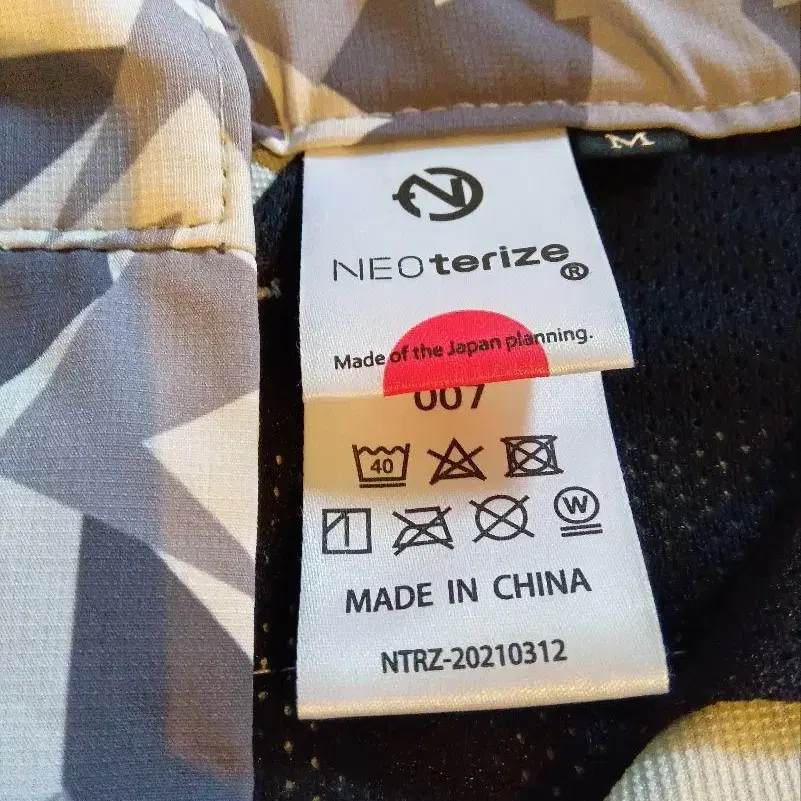 M
NEOterize®
Made of the Japan planning.
007
40
W
MADE IN CHINA
NTRZ-20210312